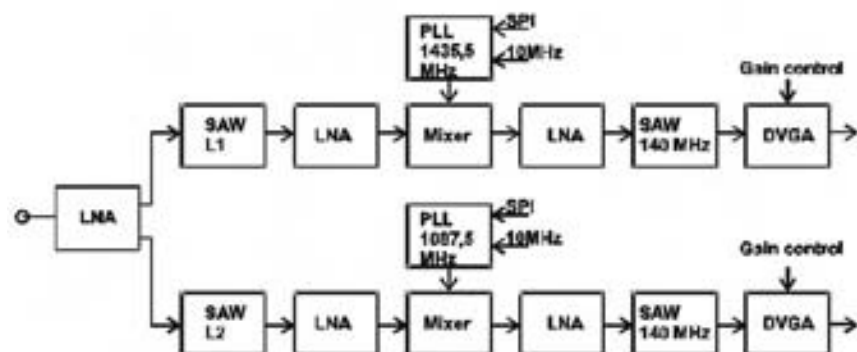 PLL
1435,5
MHz
SPI
10MHz
Gain control
SAW
L1
LNA
Mixer
LNA
SAW
140 MHz
DVGA
LNA
PLL
1087,5
MHz
SPI
10MHz
Gain control
SAW
L2
LNA
Mixer
LNA
SAW
140 MHz
DVGA